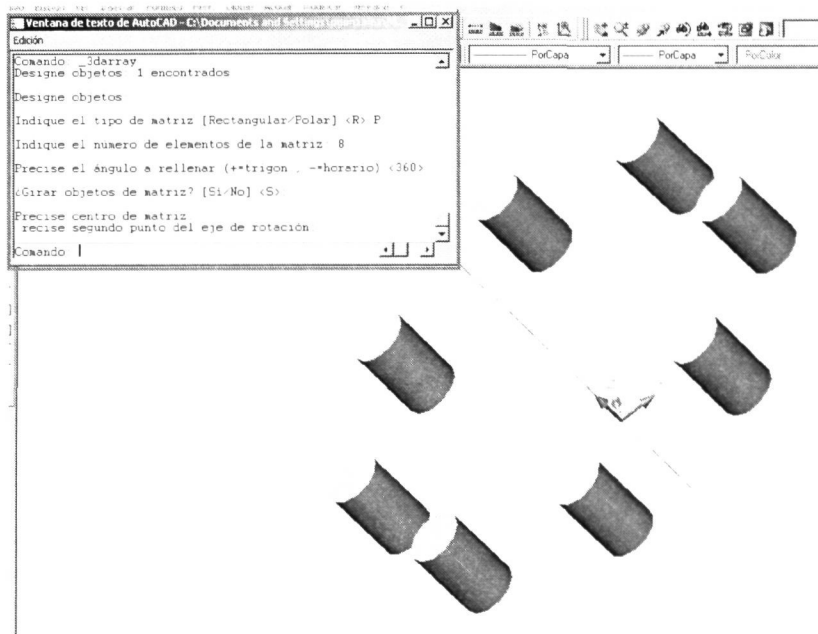 Ventana de texto de AutoCAD - C:\Documents and Settings\
Edición
Comando _3darray
Designe objetos 1 encontrados
Designe objetos
Indique el tipo de matriz [Rectangular/Polar] <R> P
Indique el numero de elementos de la matriz 8
Precise el ángulo a rellenar (+=trigon , -=horario) <360>
¿Girar objetos de matriz? [Si/No] <S>
Precise centro de matriz
recise segundo punto del eje de rotación
Comando
PorCapa
PorCapa
PorColor